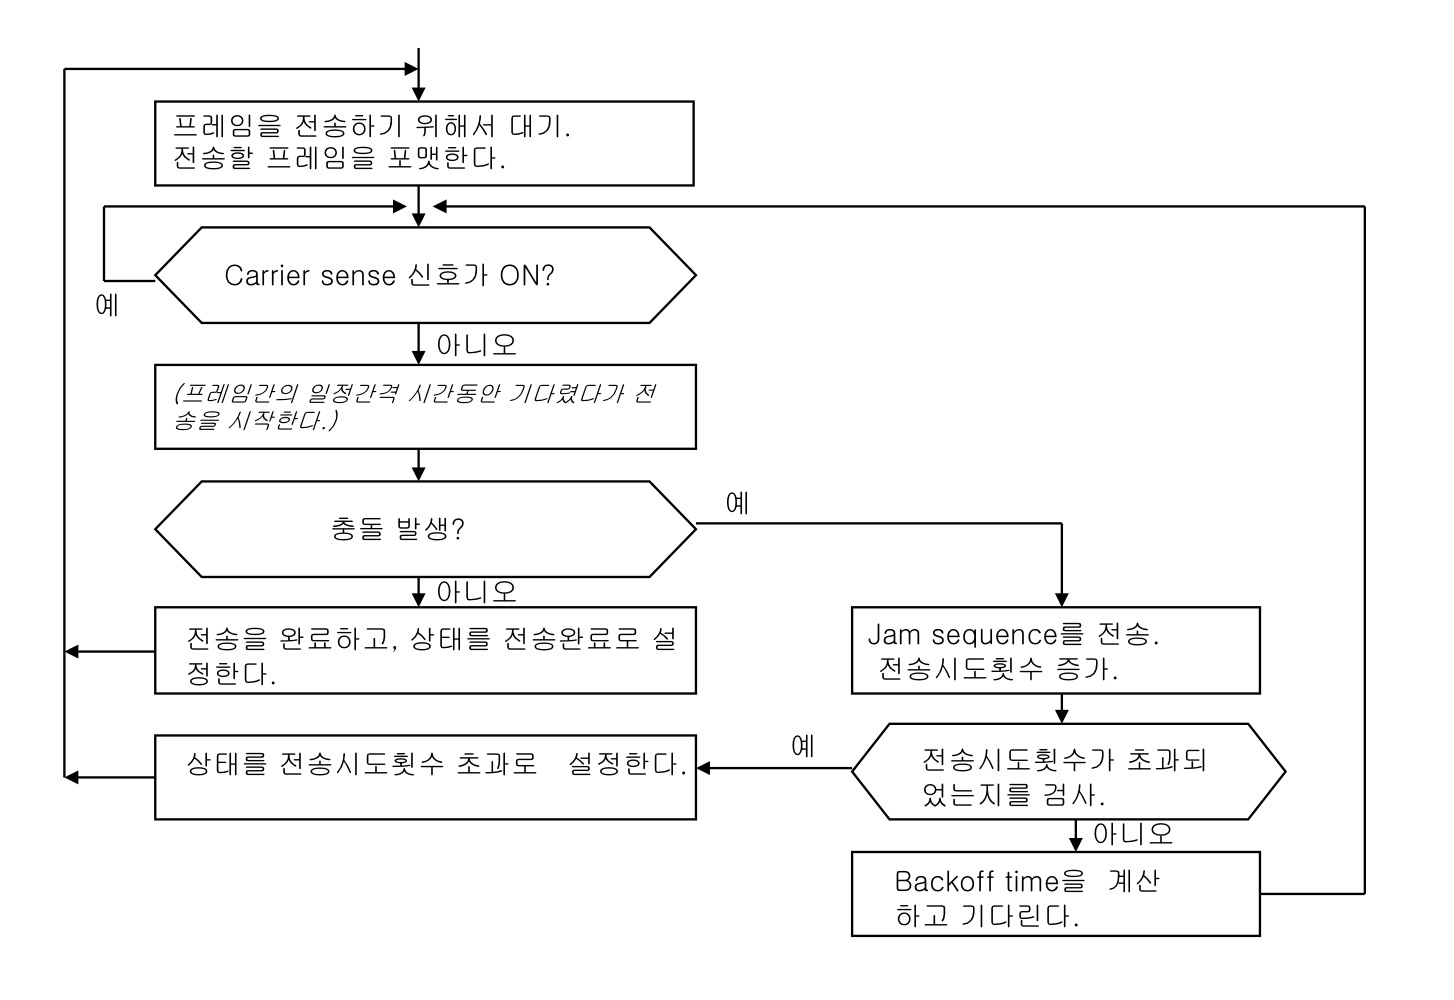 프레임을 전송하기 위해서 대기.
전송할 프레임을 포맷한다.
Carrier sense 신호가 ON?
예
아니오
(프레임간의 일정간격 시간동안 기다렸다가 전
송을 시작한다.)
충돌 발생?
예
아니오
전송을 완료하고, 상태를 전송완료로 설
정한다.
Jam sequence를 전송.
전송시도횟수 증가.
상태를 전송시도횟수 초과로 설정한다.
예
전송시도횟수가 초과되
었는지를 검사.
아니오
Backoff time을 계산
하고 기다린다.